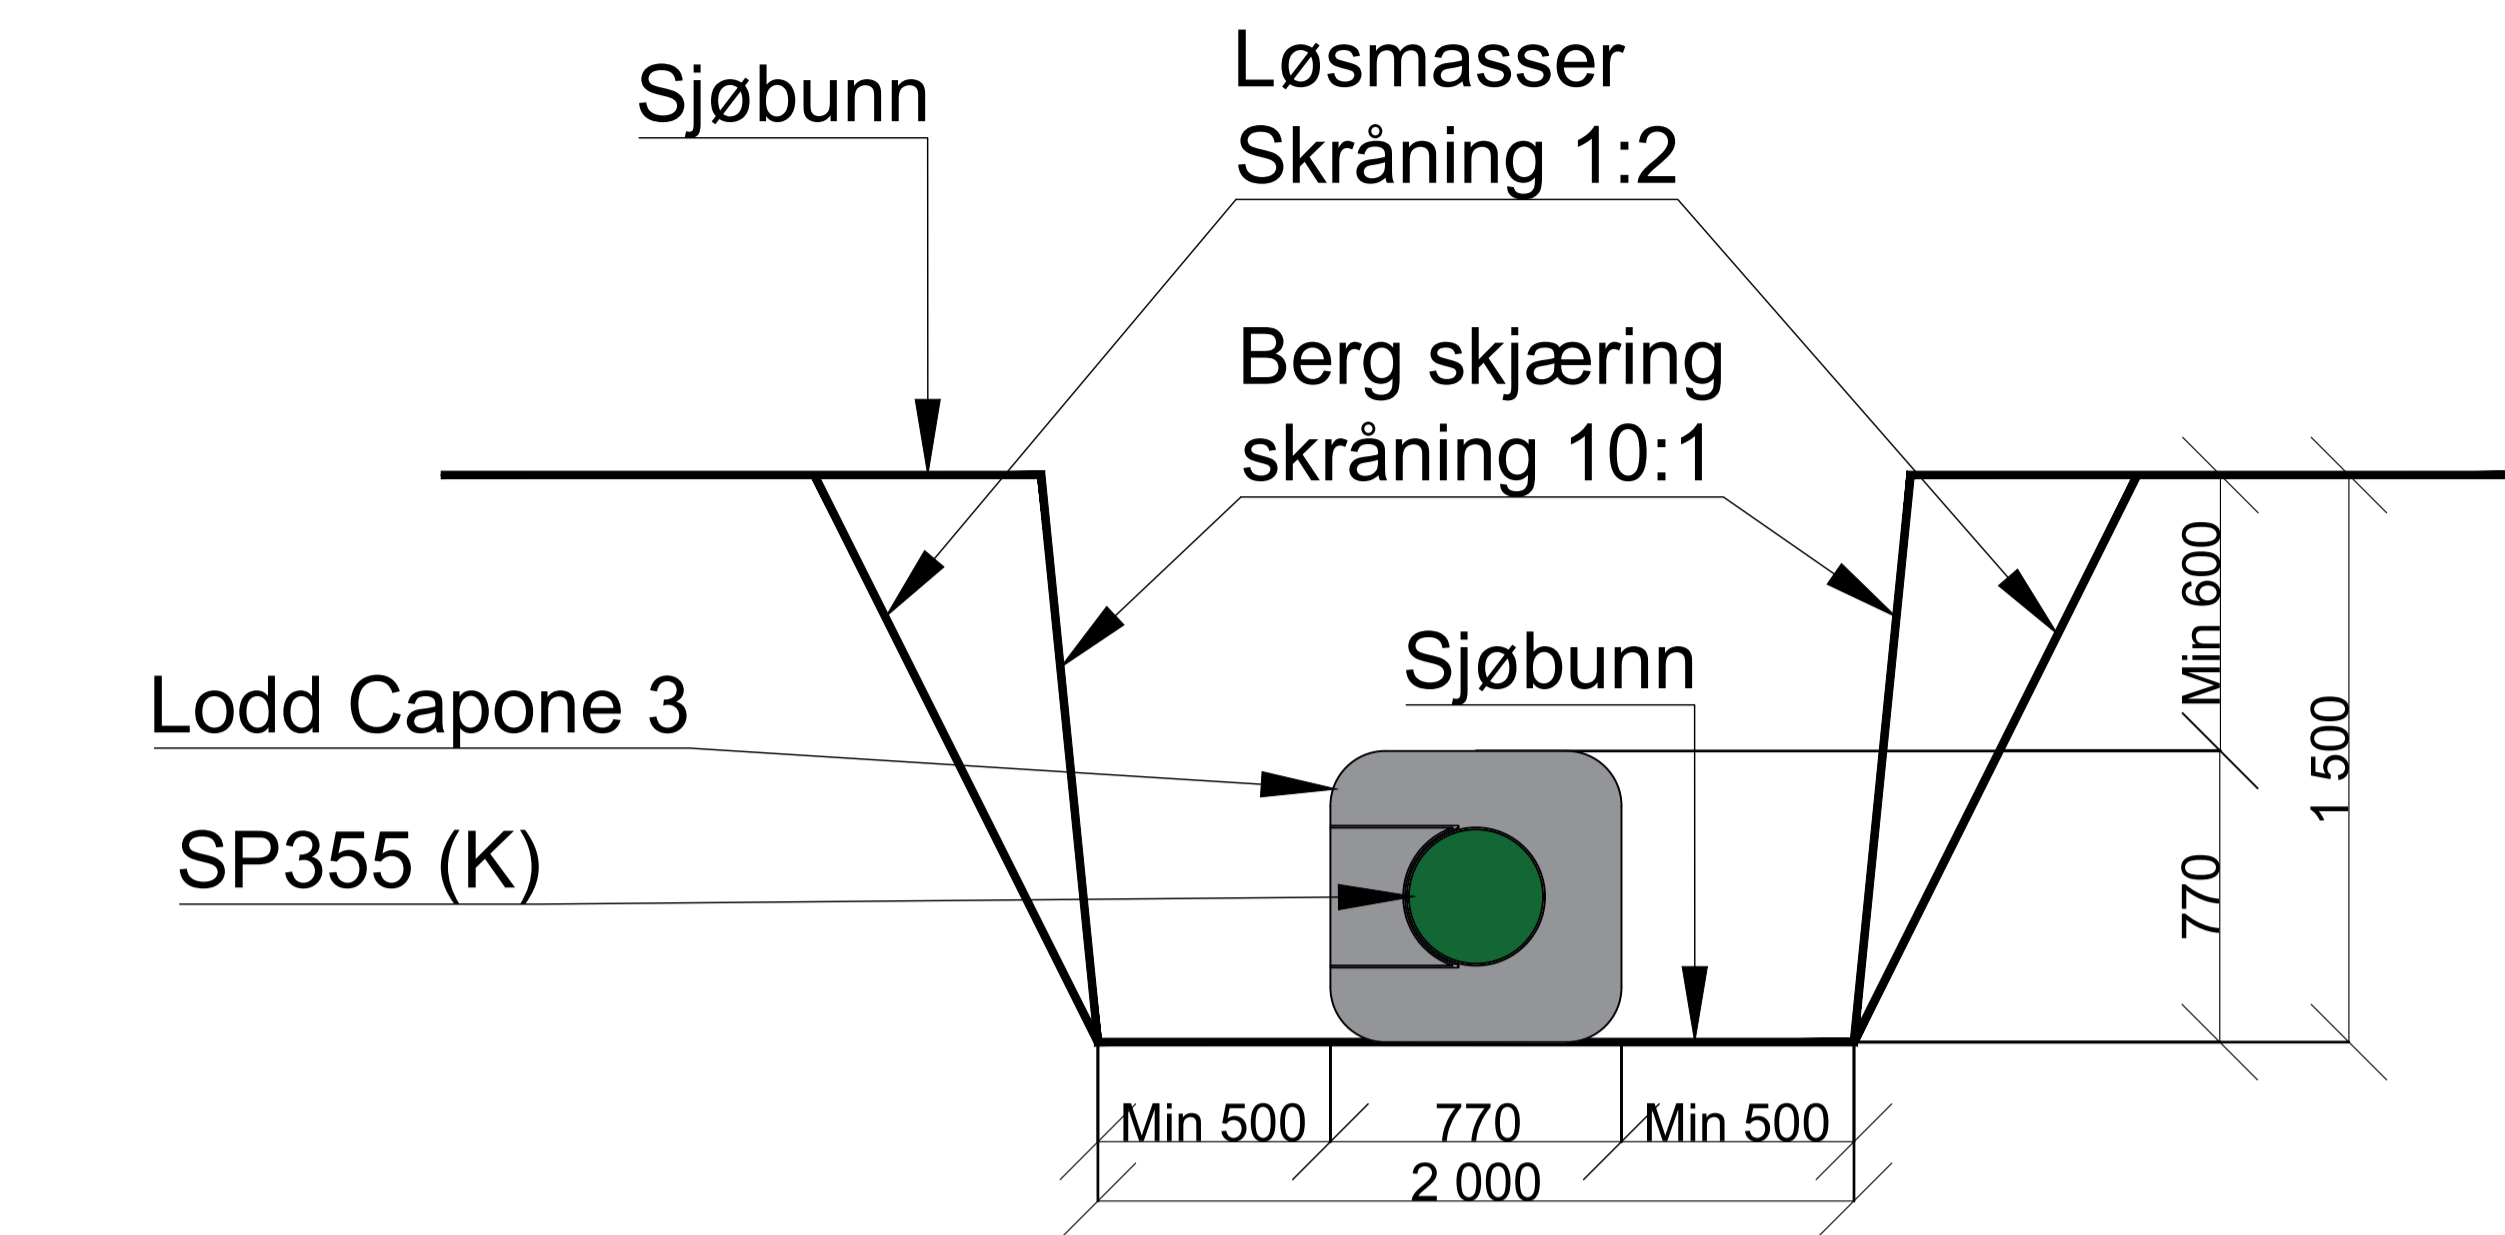 Sjøbunn
Løsmasser
Skråning 1:2
Berg skjæring
skråning 10:1
Sjøbunn
Lodd Capone 3
SP355 (K)
Min 600
1 500
770
Min 500
770
Min 500
2 000